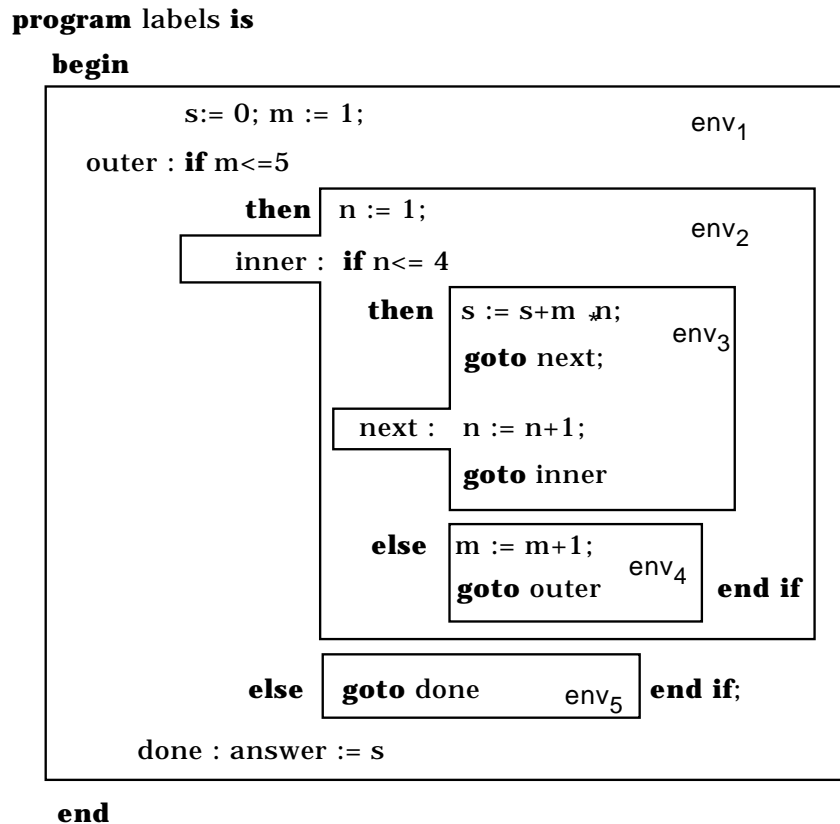 program labels is
begin
s:= 0; m := 1;
env1
outer : if m<=5
then n := 1;
env2
inner : if n<= 4
then s := s+m *n;
env3
goto next;
next : n := n+1;
goto inner
else m := m+1;
env4
goto outer end if
else goto done env5 end if;
done : answer := s
end